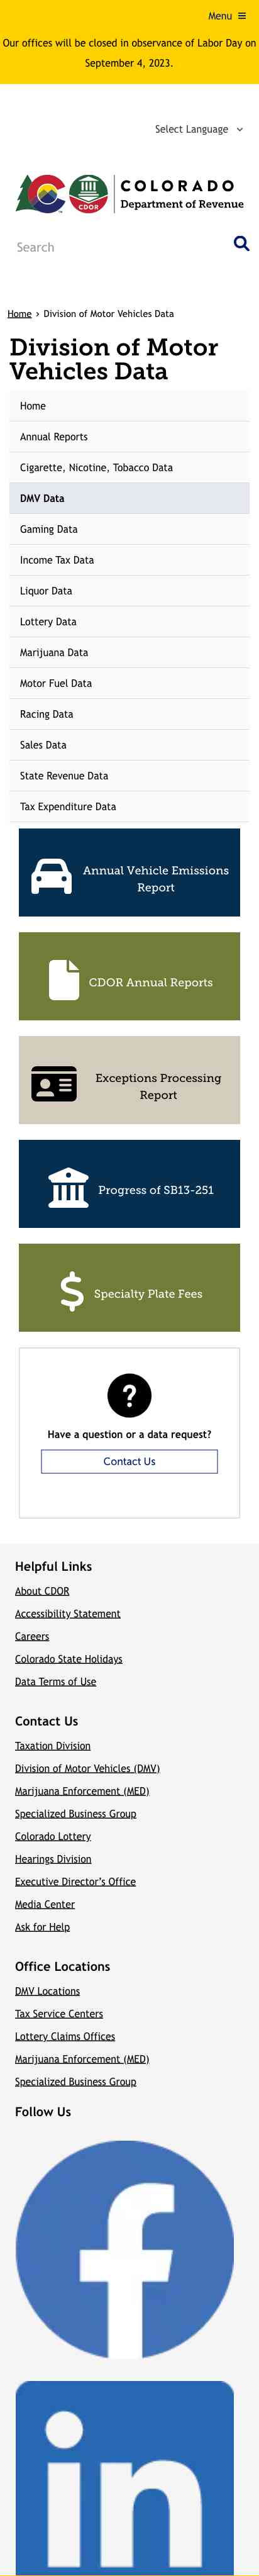 Menu
Our offices will be closed in observance of Labor Day on
September 4, 2023.
Select Language
CDOR
COLORADO
Department of Revenue
Search
Home › Division of Motor Vehicles Data
Division of Motor
Vehicles Data
Home
Annual Reports
Cigarette, Nicotine, Tobacco Data
DMV Data
Gaming Data
Income Tax Data
Liquor Data
Lottery Data
Marijuana Data
Motor Fuel Data
Racing Data
Sales Data
State Revenue Data
Tax Expenditure Data
Annual Vehicle Emissions
Report
CDOR Annual Reports
Exceptions Processing
Report
Progress of SB13-251
Specialty Plate Fees
Have a question or a data request?
Contact Us
Helpful Links
About CDOR
Accessibility Statement
Careers
Colorado State Holidays
Data Terms of Use
Contact Us
Taxation Division
Division of Motor Vehicles (DMV)
Marijuana Enforcement (MED)
Specialized Business Group
Colorado Lottery
Hearings Division
Executive Director's Office
Media Center
Ask for Help
Office Locations
DMV Locations
Tax Service Centers
Lottery Claims Offices
Marijuana Enforcement (MED)
Specialized Business Group
Follow Us
in